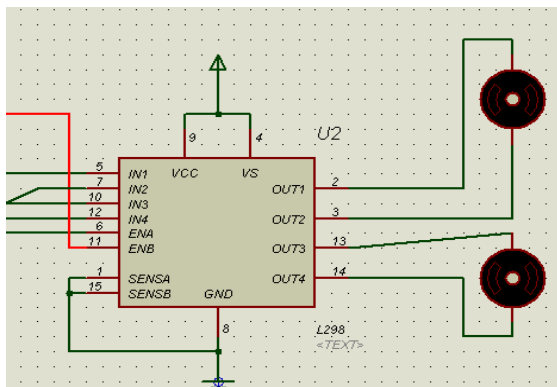 U2
9
4
5 IN1 VCC VS OUT1 2
7 IN2
10 IN3 OUT2 3
12 IN4
6 ENA
11 ENB OUT3 13
1 SENSA OUT4 14
15 SENSB GND
8
L298
<TEXT>